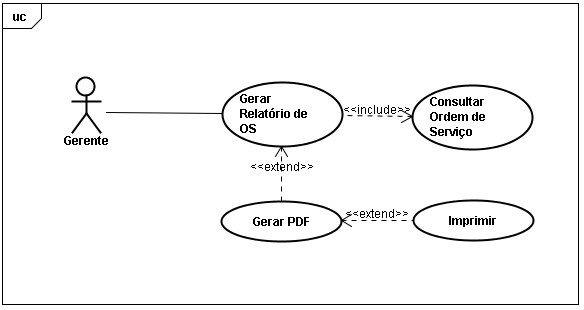 uc
Gerar
Relatório de
OS
<<include>>
Consultar
Ordem de
Serviço
Gerente
<<extend>>
Gerar PDF
<<extend>>
Imprimir